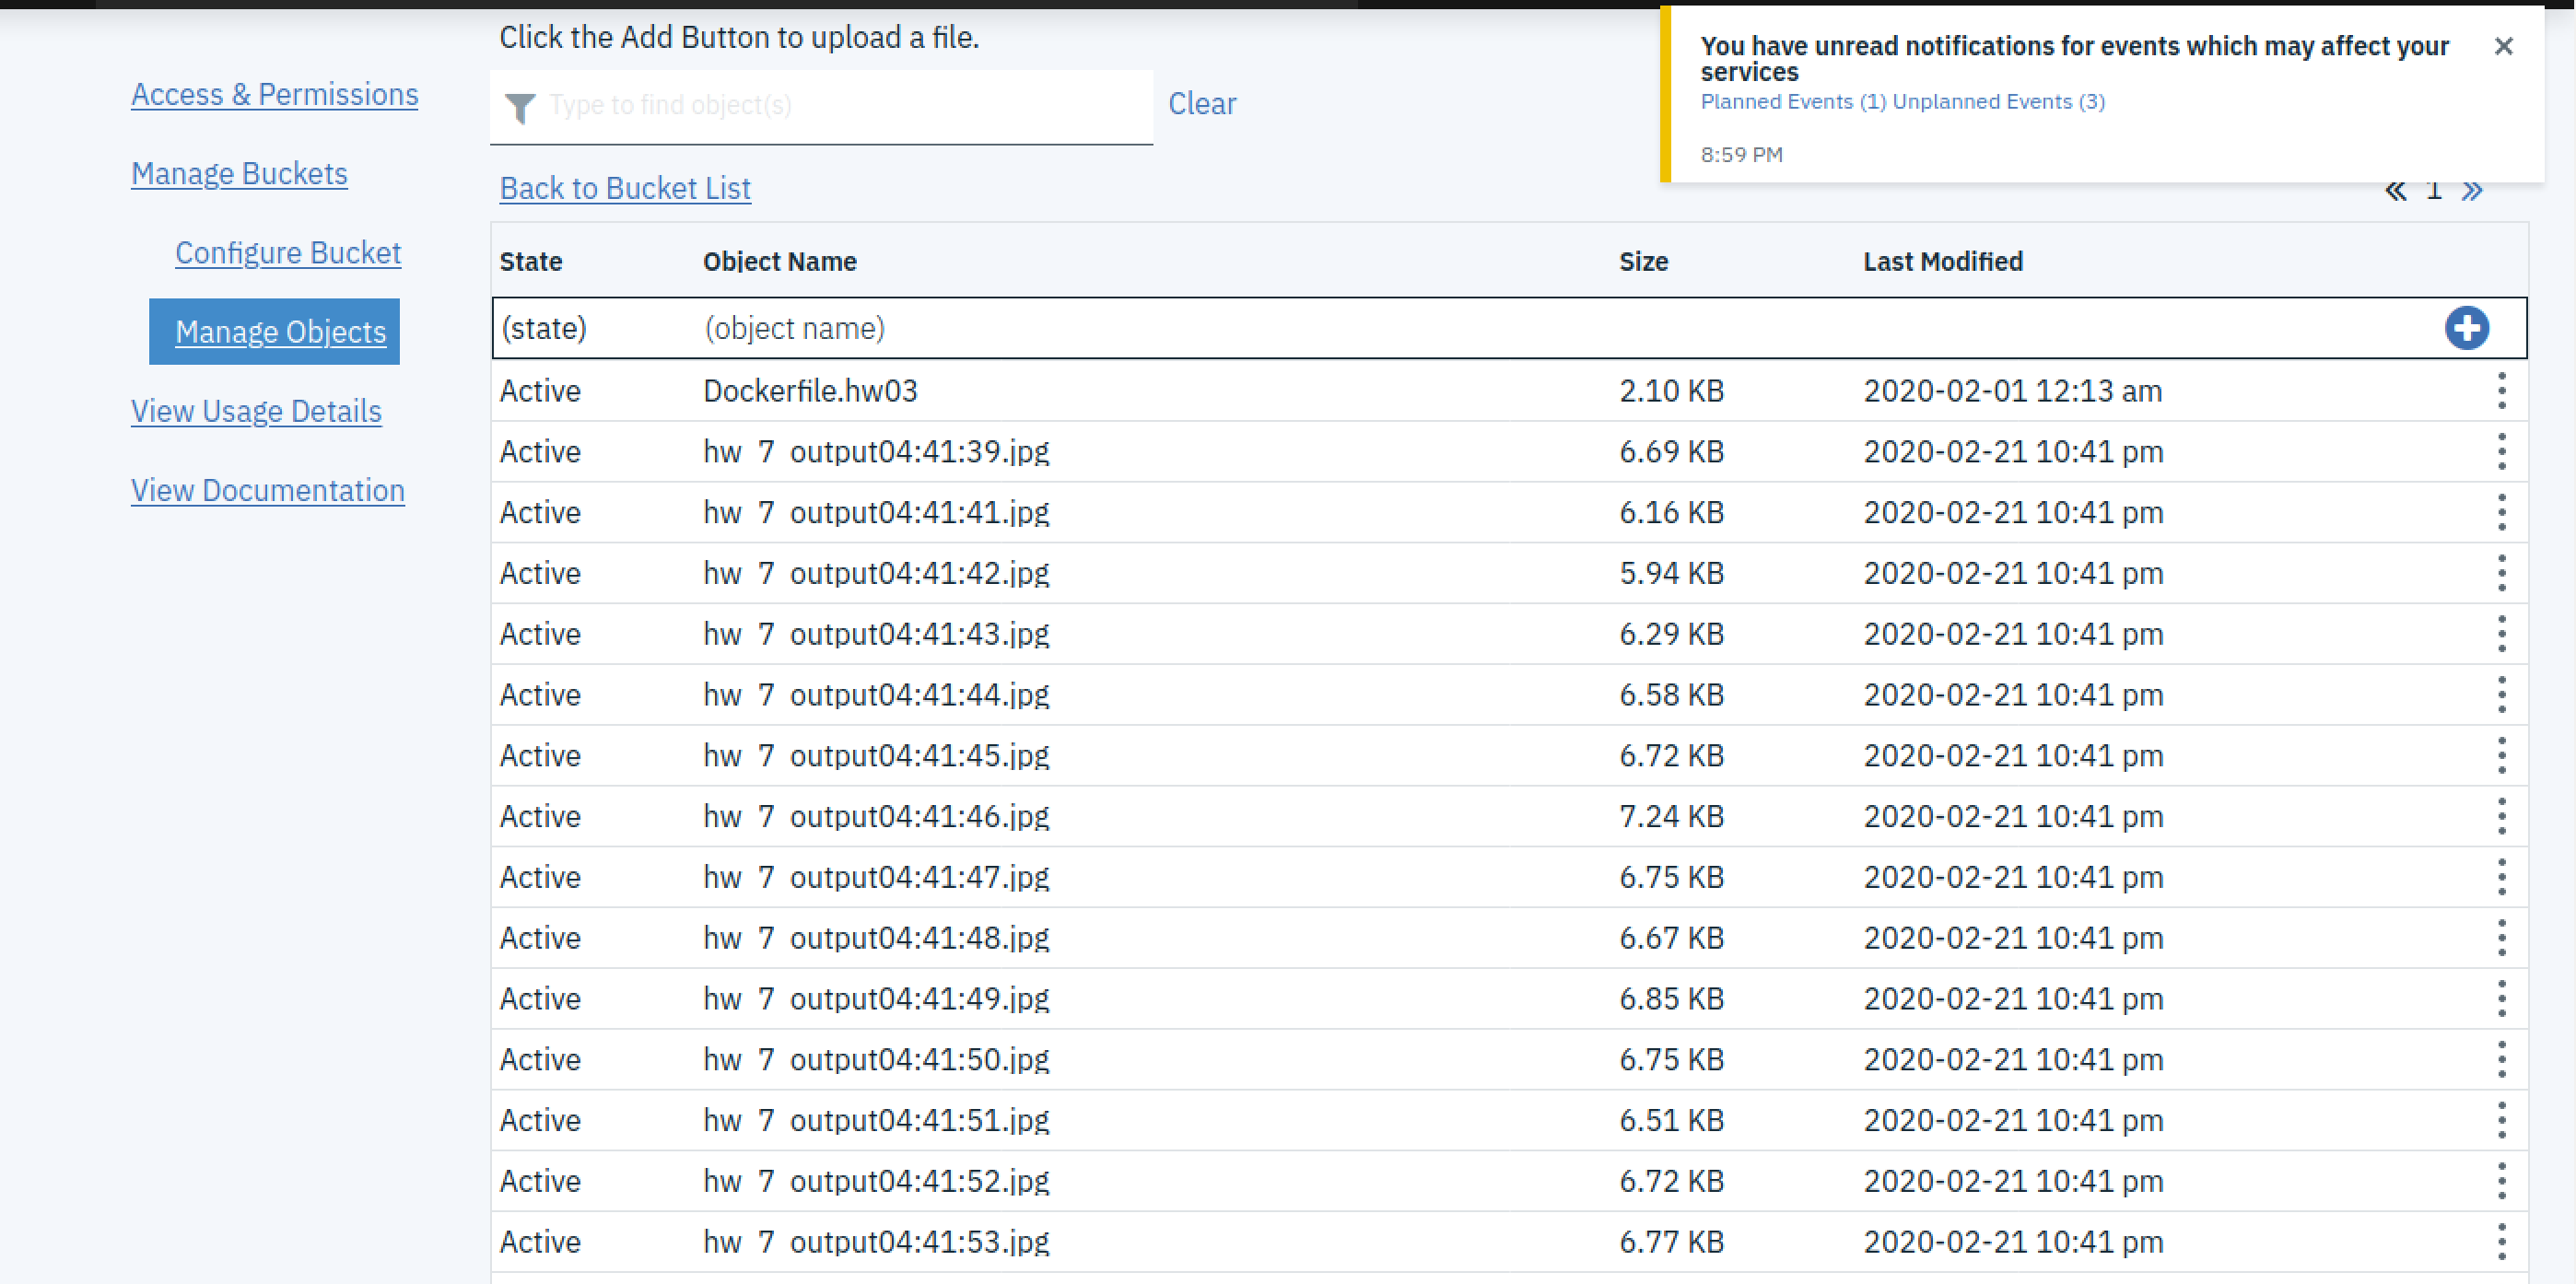 Click the Add Button to upload a file.
You have unread notifications for events which may affect your
services
Planned Events (1) Unplanned Events (3)
8:59 PM
Access & Permissions
Manage Buckets
Configure Bucket
Manage Objects
View Usage Details
View Documentation
Type to find object(s)
Clear
Back to Bucket List
« 1 »
State Object Name Size Last Modified
(state) (object name)
Active Dockerfile.hw03 2.10 KB 2020-02-01 12:13 am
Active hw 7 output04:41:39.jpg 6.69 KB 2020-02-21 10:41 pm
Active hw 7 output04:41:41.jpg 6.16 KB 2020-02-21 10:41 pm
Active hw 7 output04:41:42.jpg 5.94 KB 2020-02-21 10:41 pm
Active hw 7 output04:41:43.jpg 6.29 KB 2020-02-21 10:41 pm
Active hw 7 output04:41:44.jpg 6.58 KB 2020-02-21 10:41 pm
Active hw 7 output04:41:45.jpg 6.72 KB 2020-02-21 10:41 pm
Active hw 7 output04:41:46.jpg 7.24 KB 2020-02-21 10:41 pm
Active hw 7 output04:41:47.jpg 6.75 KB 2020-02-21 10:41 pm
Active hw 7 output04:41:48.jpg 6.67 KB 2020-02-21 10:41 pm
Active hw 7 output04:41:49.jpg 6.85 KB 2020-02-21 10:41 pm
Active hw 7 output04:41:50.jpg 6.75 KB 2020-02-21 10:41 pm
Active hw 7 output04:41:51.jpg 6.51 KB 2020-02-21 10:41 pm
Active hw 7 output04:41:52.jpg 6.72 KB 2020-02-21 10:41 pm
Active hw 7 output04:41:53.jpg 6.77 KB 2020-02-21 10:41 pm